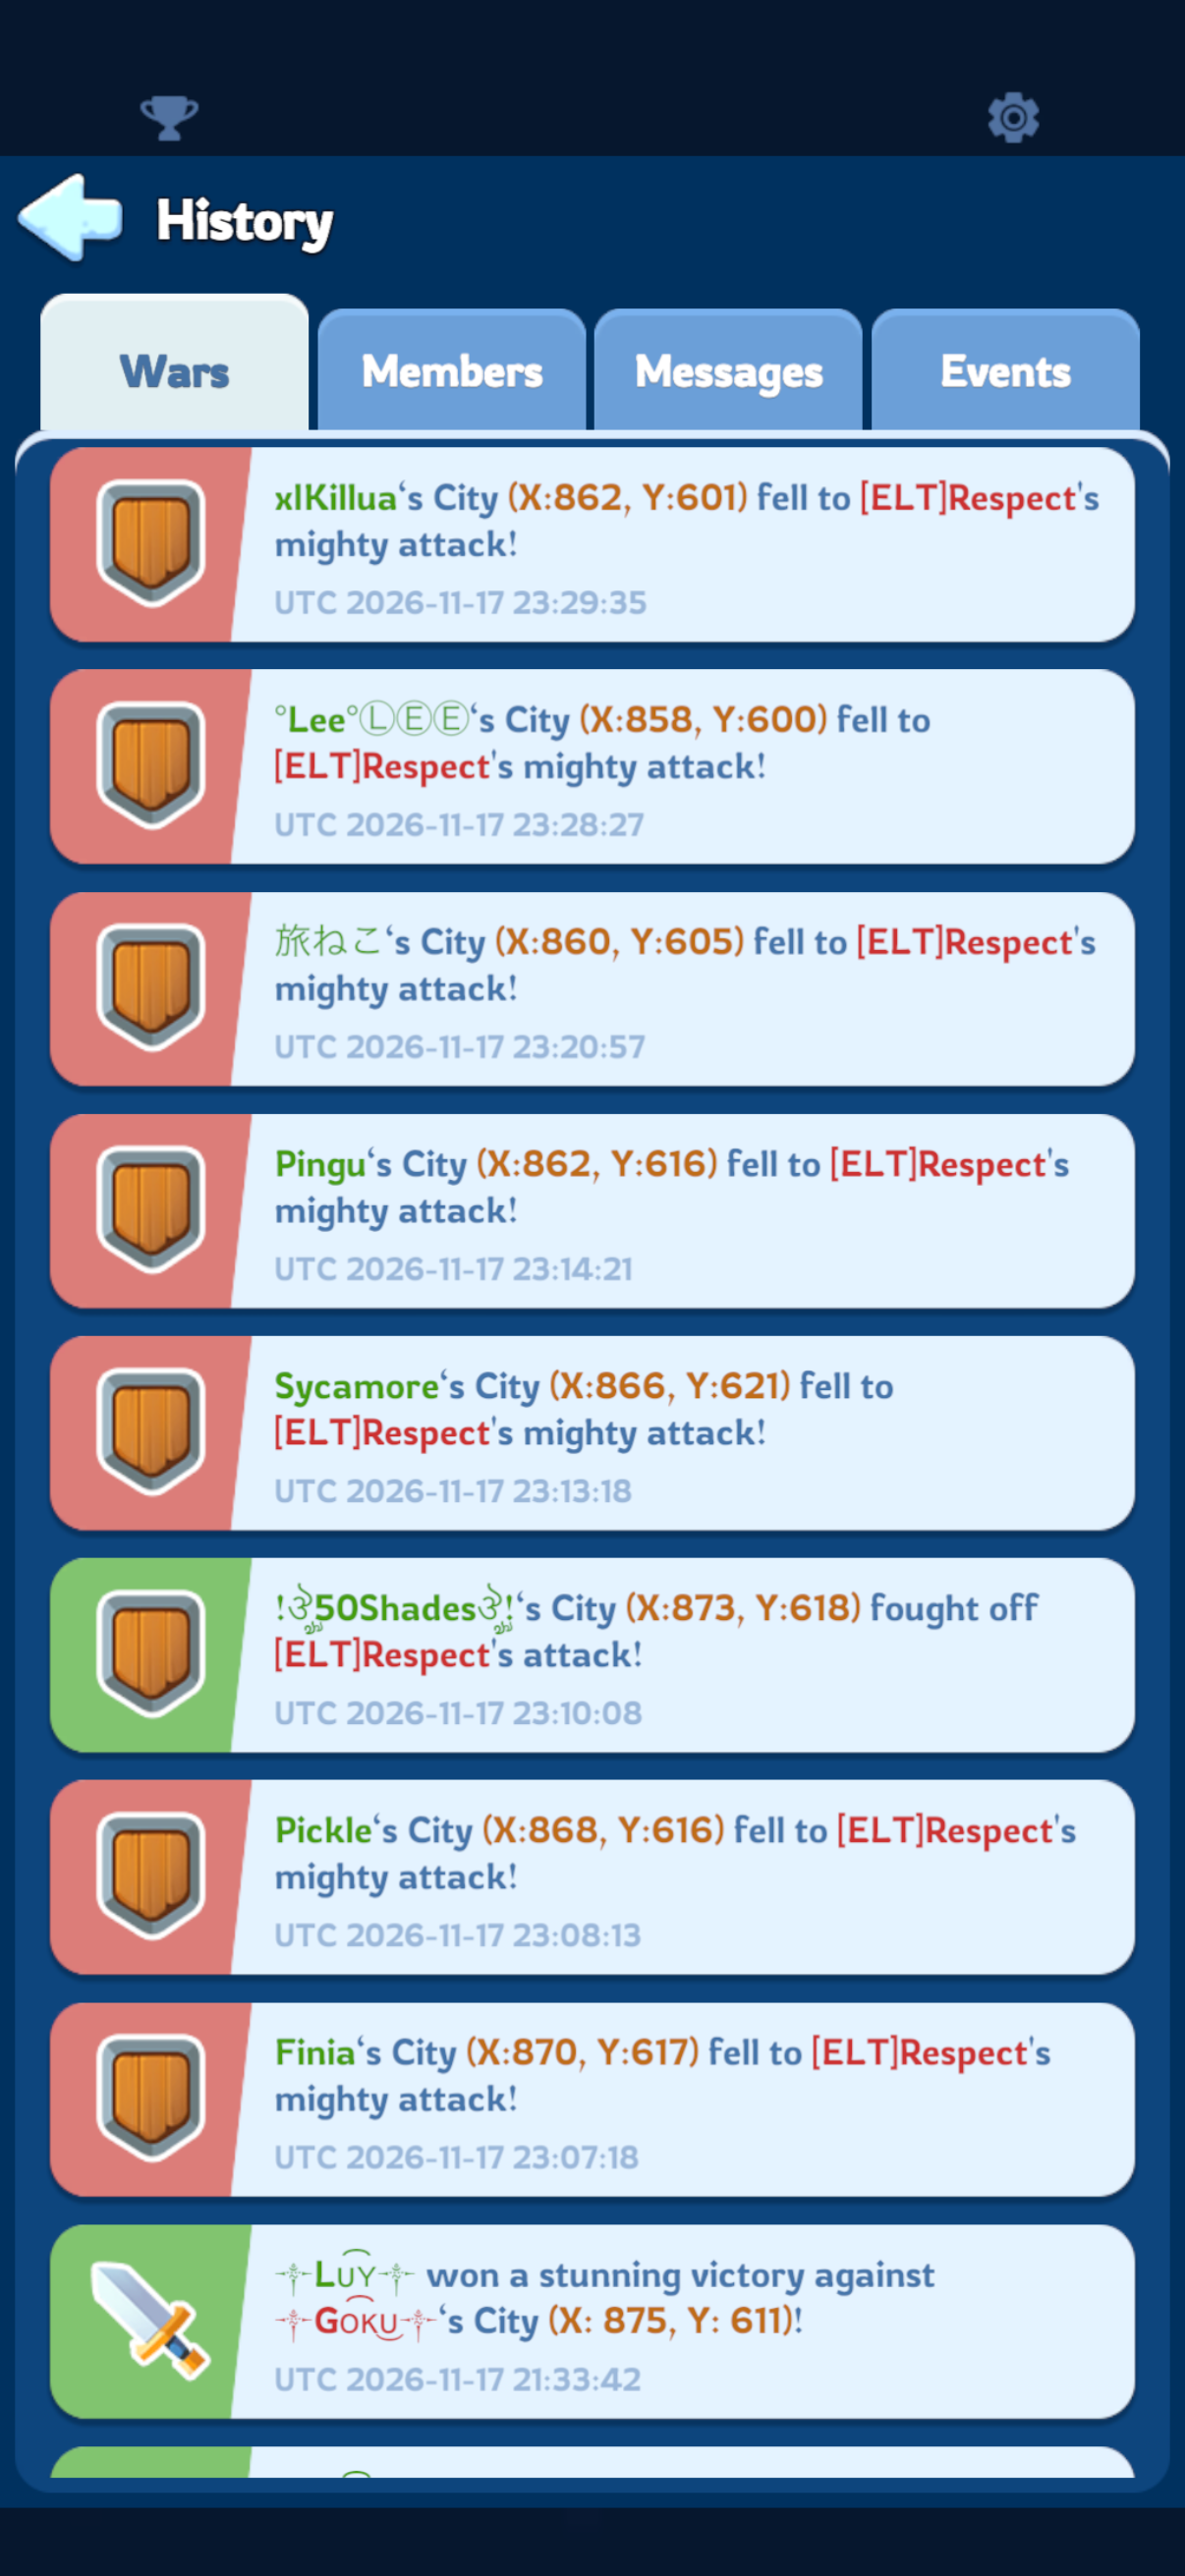 History
Wars
Members
Messages
Events
xlKillua‘s City (X:862, Y:601) fell to [ELT]Respect's
mighty attack!
UTC 2026-11-17 23:29:35
°Lee°ⓁⒺⒺ‘s City (X:858, Y:600) fell to
[ELT]Respect's mighty attack!
UTC 2026-11-17 23:28:27
旅ねこ‘s City (X:860, Y:605) fell to [ELT]Respect's
mighty attack!
UTC 2026-11-17 23:20:57
Pingu‘s City (X:862, Y:616) fell to [ELT]Respect's
mighty attack!
UTC 2026-11-17 23:14:21
Sycamore‘s City (X:866, Y:621) fell to
[ELT]Respect's mighty attack!
UTC 2026-11-17 23:13:18
!ૐ50Shadesૐ!‘s City (X:873, Y:618) fought off
[ELT]Respect's attack!
UTC 2026-11-17 23:10:08
Pickle‘s City (X:868, Y:616) fell to [ELT]Respect's
mighty attack!
UTC 2026-11-17 23:08:13
Finia‘s City (X:870, Y:617) fell to [ELT]Respect's
mighty attack!
UTC 2026-11-17 23:07:18
༒Lᴜ͡ʏ༒ won a stunning victory against
༒Gᴏ͡ᴋᴜ͜༒‘s City (X: 875, Y: 611)!
UTC 2026-11-17 21:33:42